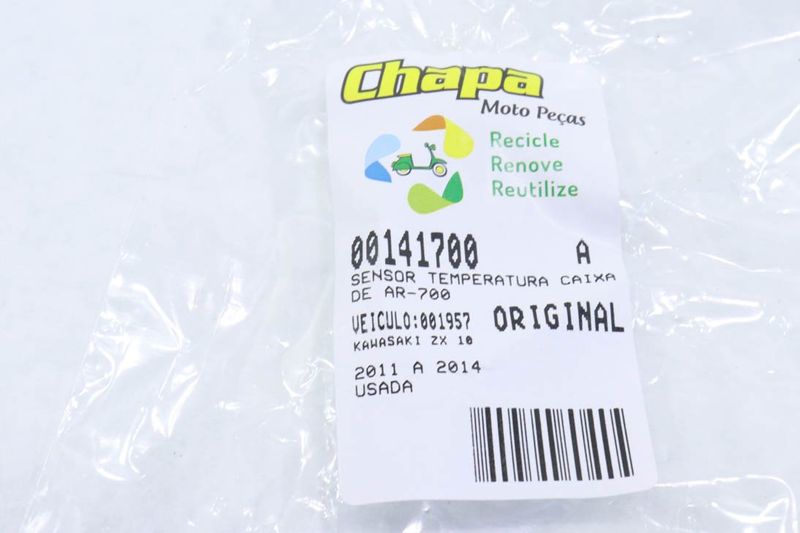 Chapa
Moto Peças
Recicle
Renove
Reutilize
00141700 A
SENSOR TEMPERATURA CAIXA
DE AR-700
VEICULO:001957 ORIGINAL
KAWASAKI ZX 10
2011 A 2014
USADA